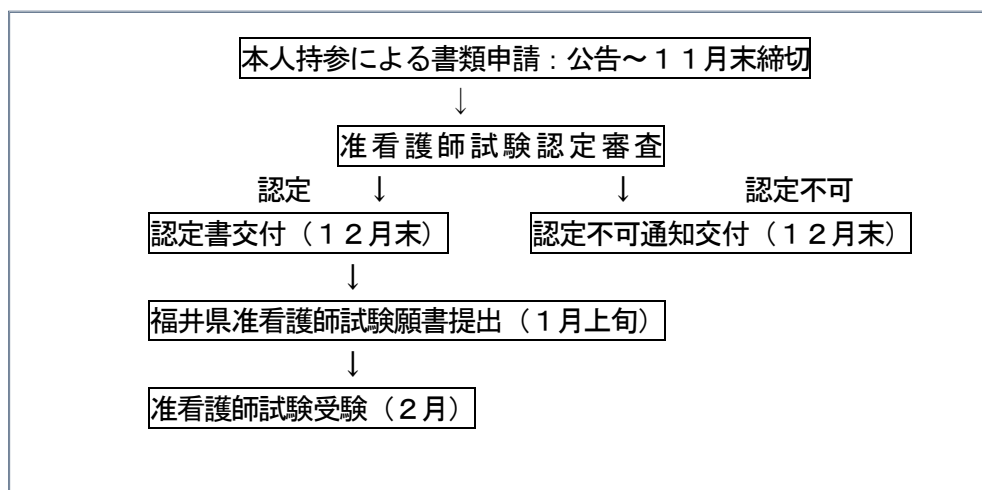 本人持参による書類申請：公告～１１月末締切
↓
准看護師試験認定審査
認定 ↓ ↓ 認定不可
認定書交付（１２月末） 認定不可通知交付（１２月末）
↓
福井県准看護師試験願書提出（１月上旬）
↓
准看護師試験受験（２月）